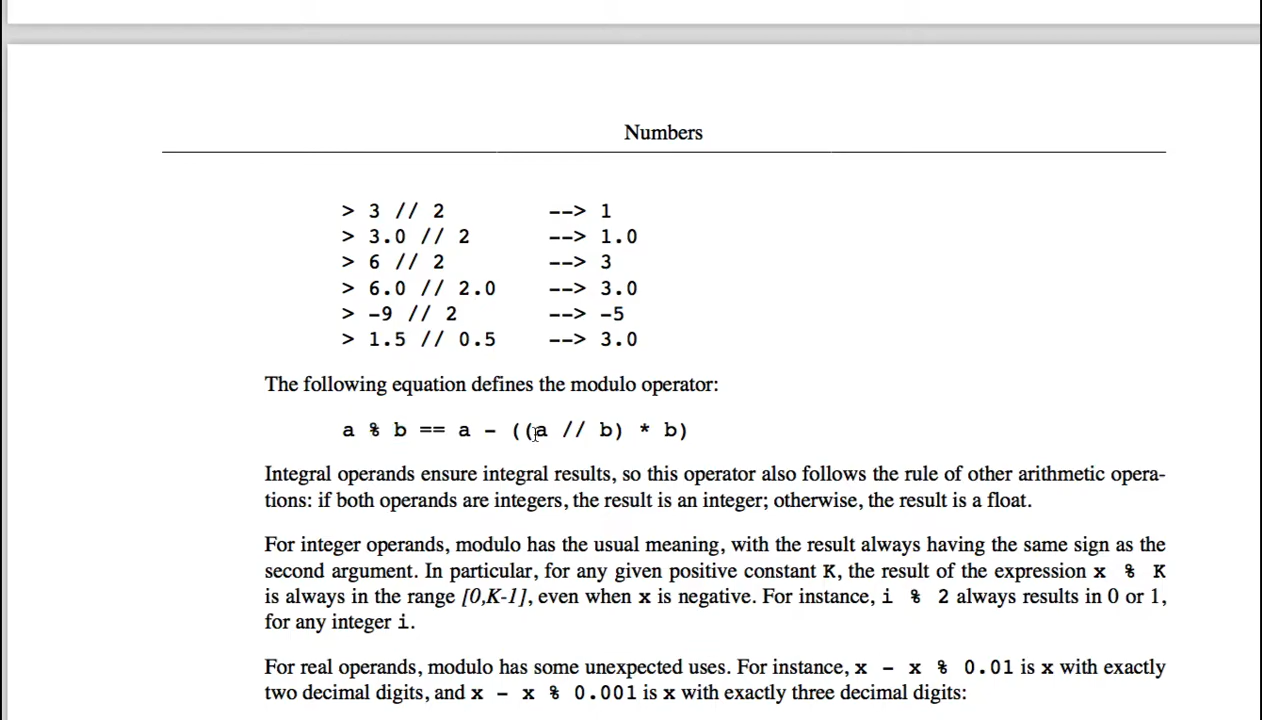 Numbers
> 3 // 2 --> 1
> 3.0 // 2 --> 1.0
> 6 // 2 --> 3
> 6.0 // 2.0 --> 3.0
> -9 // 2 --> -5
> 1.5 // 0.5 --> 3.0
The following equation defines the modulo operator:
a % b == a - ((a // b) * b)
Integral operands ensure integral results, so this operator also follows the rule of other arithmetic opera-
tions: if both operands are integers, the result is an integer; otherwise, the result is a float.
For integer operands, modulo has the usual meaning, with the result always having the same sign as the
second argument. In particular, for any given positive constant K, the result of the expression x % K
is always in the range [0,K-1], even when x is negative. For instance, i % 2 always results in 0 or 1,
for any integer i.
For real operands, modulo has some unexpected uses. For instance, x - x % 0.01 is x with exactly
two decimal digits, and x - x % 0.001 is x with exactly three decimal digits: